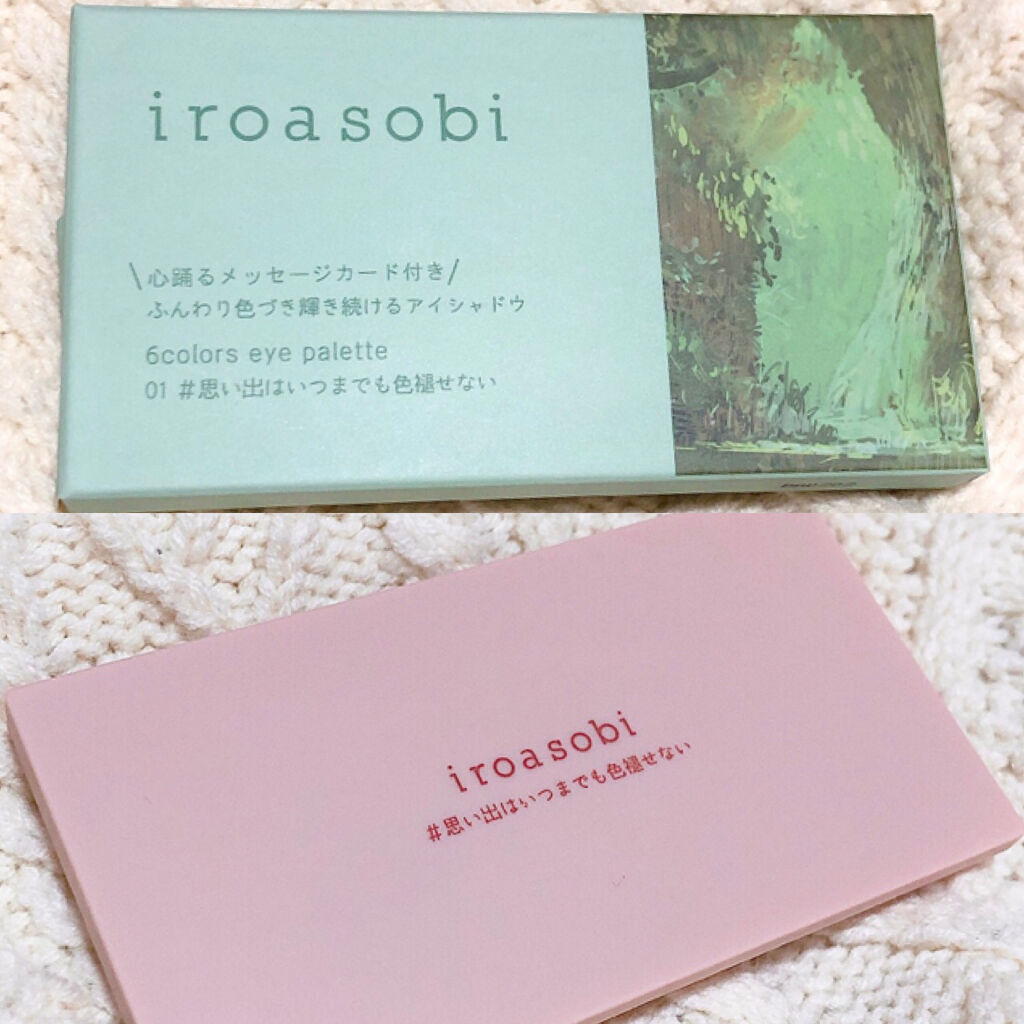 iroasobi
\心踊るメッセージカード付き/
ふんわり色づき輝き続けるアイシャドウ
6colors eye palette
01 #思い出はいつまでも色褪せない
iroasobi
#思い出はいつまでも色褪せない